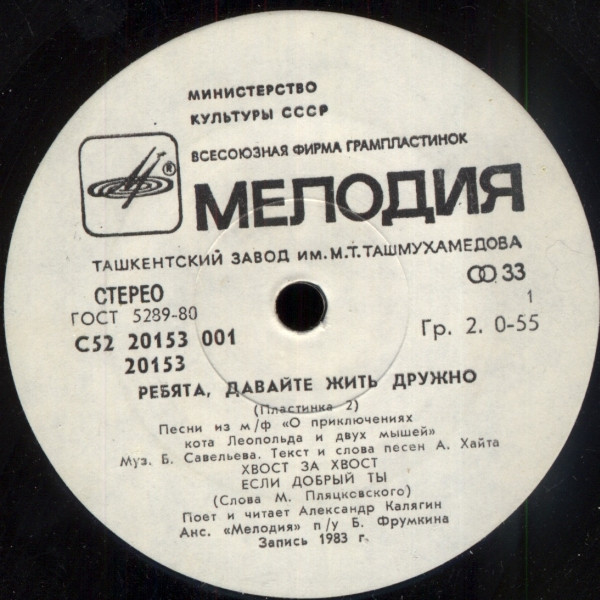 МИНИСТЕРСТВО
КУЛЬТУРЫ СССР
ВСЕСОЮЗНАЯ ФИРМА ГРАМПЛАСТИНОК
®
МЕЛОДИЯ
ТАШКЕНТСКИЙ ЗАВОД ИМ. М.Т. ТАШМУХАМЕДОВА
СТЕРЕО
33
ГОСТ 5289-80
1
С52 20153 001
Гр. 2. 0-55
20153
РЕБЯТА, ДАВАЙТЕ ЖИТЬ ДРУЖНО
(Пластинка 2)
Песни из м/ф «О приключениях
кота Леопольда и двух мышей»
Муз. Б. Савельева. Текст и слова песен А. Хайта
ХВОСТ ЗА ХВОСТ
ЕСЛИ ДОБРЫЙ ТЫ
(Слова М. Пляцковского)
Поет и читает Александр Калягин
Анс. «Мелодия» п/у Б. Фрумкина
Запись 1983 г.